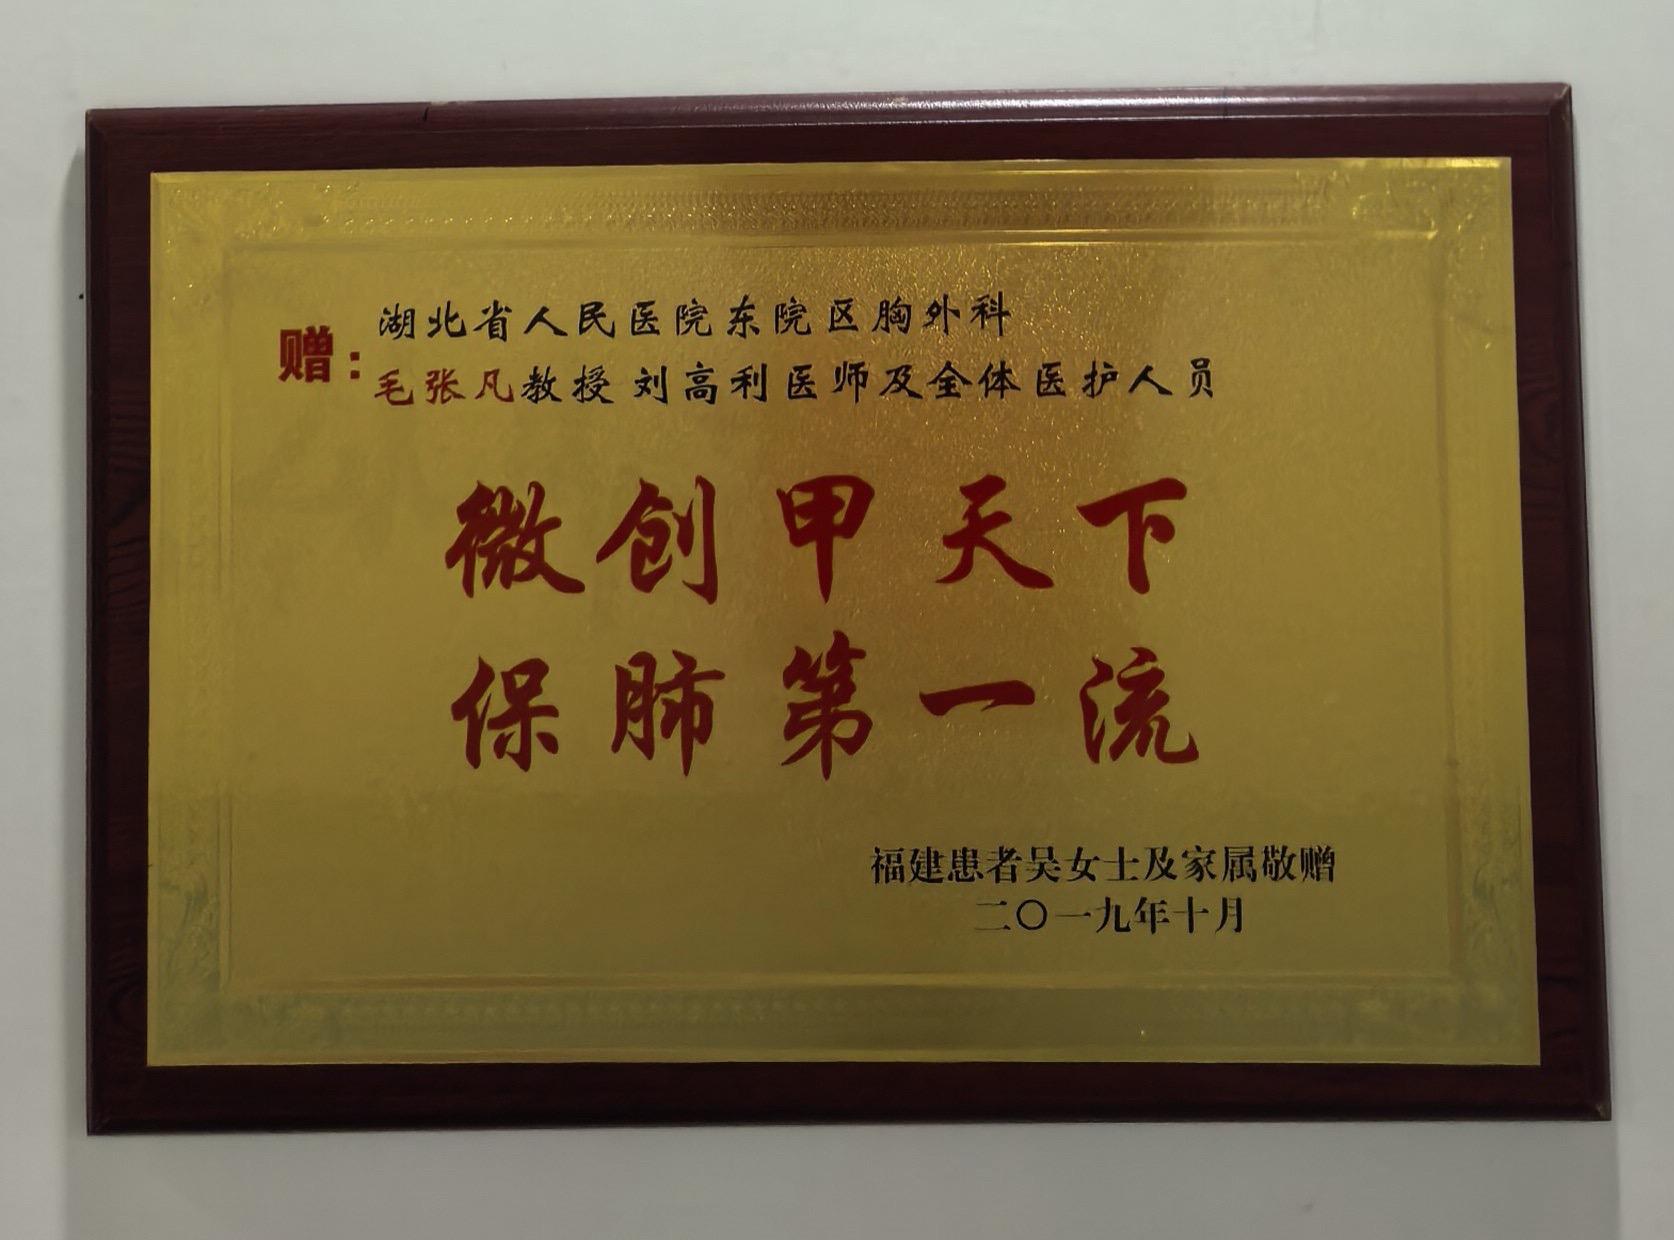 赠：
湖北省人民医院东院区胸外科
毛张凡教授 刘高利医师及全体医护人员
微创甲天下
保肺第一流
福建患者吴女士及家属敬赠
二〇一九年十月